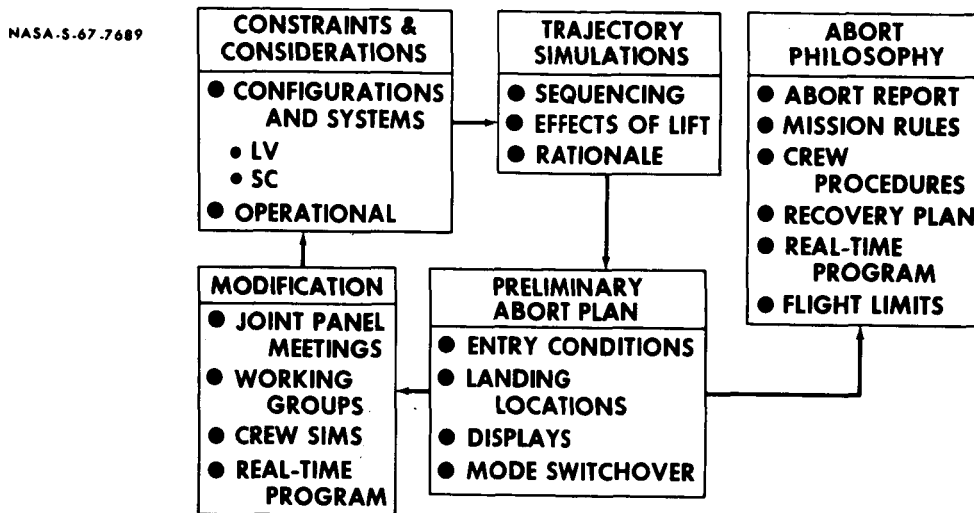 NASA-S-67-7689
CONSTRAINTS &
CONSIDERATIONS
● CONFIGURATIONS
AND SYSTEMS
● LV
● SC
● OPERATIONAL
TRAJECTORY
SIMULATIONS
● SEQUENCING
● EFFECTS OF LIFT
● RATIONALE
ABORT
PHILOSOPHY
● ABORT REPORT
● MISSION RULES
● CREW
PROCEDURES
● RECOVERY PLAN
● REAL-TIME
PROGRAM
● FLIGHT LIMITS
MODIFICATION
● JOINT PANEL
MEETINGS
● WORKING
GROUPS
● CREW SIMS
● REAL-TIME
PROGRAM
PRELIMINARY
ABORT PLAN
● ENTRY CONDITIONS
● LANDING
LOCATIONS
● DISPLAYS
● MODE SWITCHOVER